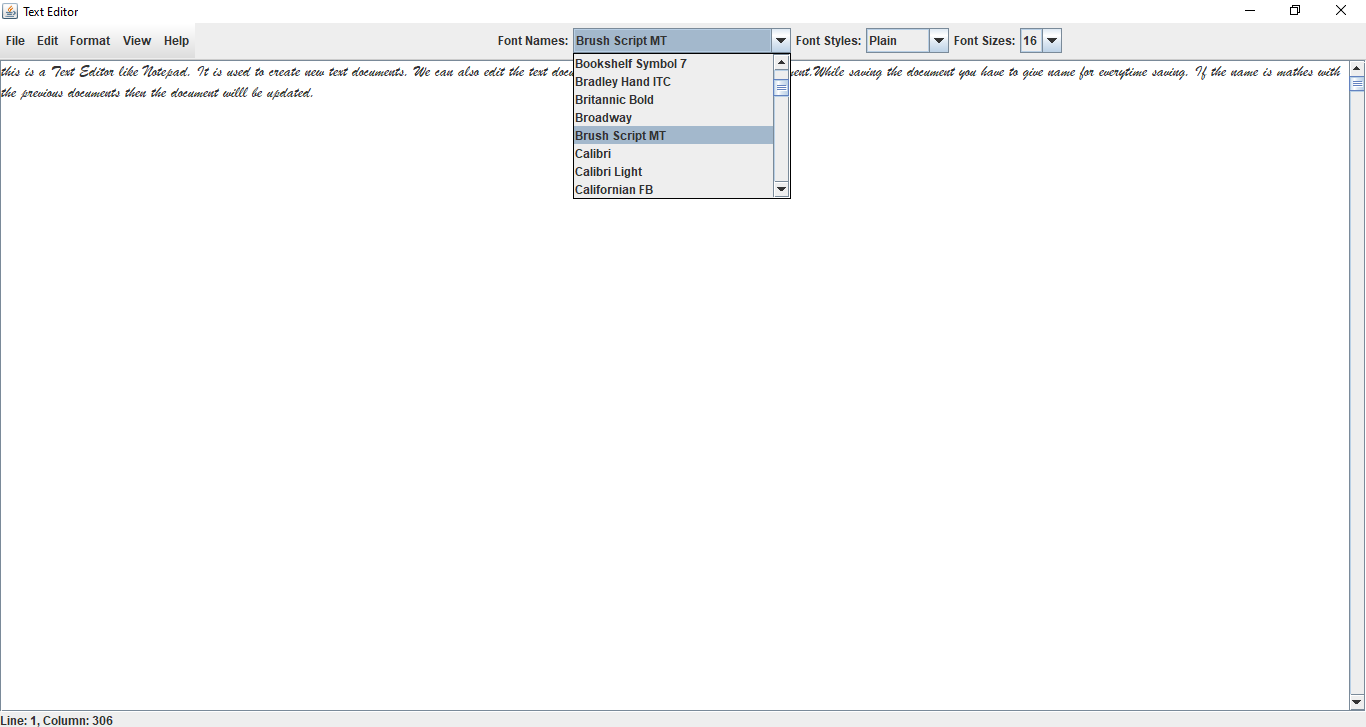 Text Editor
File Edit Format View Help Font Names: Brush Script MT Font Styles: Plain Font Sizes: 16
Bookshelf Symbol 7
Bradley Hand ITC
Britannic Bold
Broadway
Brush Script MT
Calibri
Calibri Light
Californian FB
this is a Text Editor like Notepad. It is used to create new text documents. We can also edit the text docu ent.While saving the document you have to give name for everytime saving. If the name is mathes with
the previous documents then the document willl be updated.
Line: 1, Column: 306